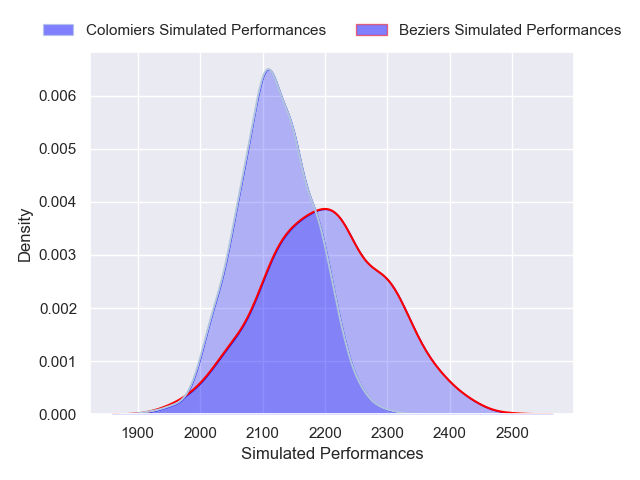 Colomiers Simulated Performances Beziers Simulated Performances
0.006
0.005
0.004
0.003
0.002
0.001
0.000
Density
1900 2000 2100 2200 2300 2400 2500
Simulated Performances